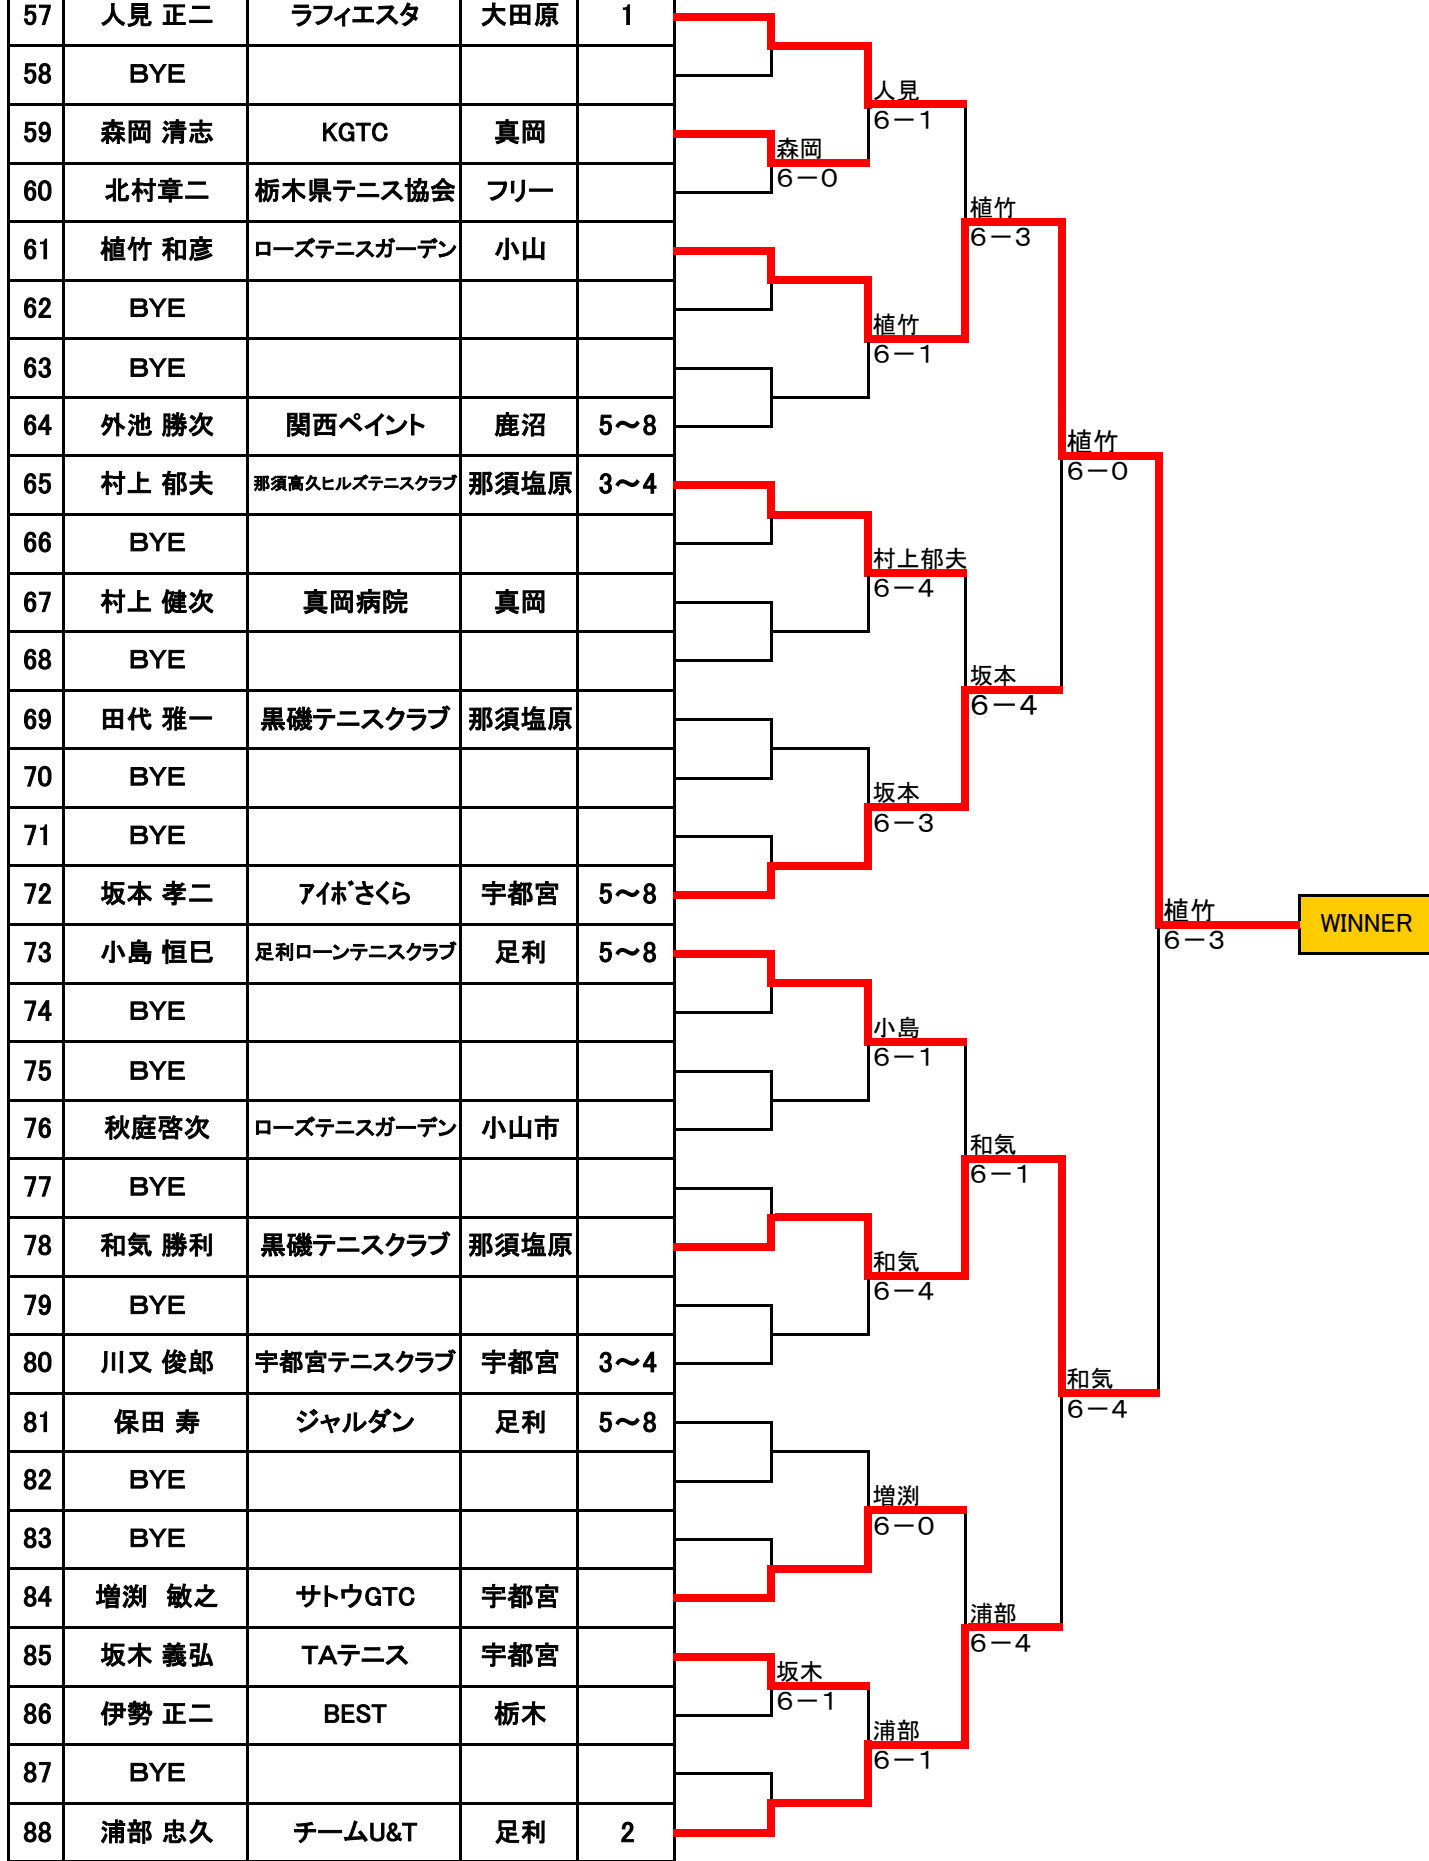 57 人見 正二 ラフィエスタ 大田原 1
58 BYE
人見
6-1
59 森岡 清志 KGTC 真岡
森岡
6-0
60 北村章二 栃木県テニス協会 フリー
植竹
6-3
61 植竹 和彦 ローズテニスガーデン 小山
62 BYE
植竹
6-1
63 BYE
64 外池 勝次 関西ペイント 鹿沼 5～8
植竹
6-0
65 村上 郁夫 那須高久ヒルズテニスクラブ 那須塩原 3～4
66 BYE
村上郁夫
6-4
67 村上 健次 真岡病院 真岡
68 BYE
坂本
6-4
69 田代 雅一 黒磯テニスクラブ 那須塩原
70 BYE
坂本
6-3
71 BYE
72 坂本 孝二 アイポさくら 宇都宮 5～8
植竹
6-3
WINNER
73 小島 恒巳 足利ローンテニスクラブ 足利 5～8
74 BYE
小島
6-1
75 BYE
76 秋庭啓次 ローズテニスガーデン 小山市
和気
6-1
77 BYE
78 和気 勝利 黒磯テニスクラブ 那須塩原
和気
6-4
79 BYE
80 川又 俊郎 宇都宮テニスクラブ 宇都宮 3～4
和気
6-4
81 保田 寿 ジャルダン 足利 5～8
82 BYE
増渕
6-0
83 BYE
84 増渕 敏之 サトウGTC 宇都宮
浦部
6-4
85 坂木 義弘 TAテニス 宇都宮
坂木
6-1
86 伊勢 正二 BEST 栃木
浦部
6-1
87 BYE
88 浦部 忠久 チームU&T 足利 2